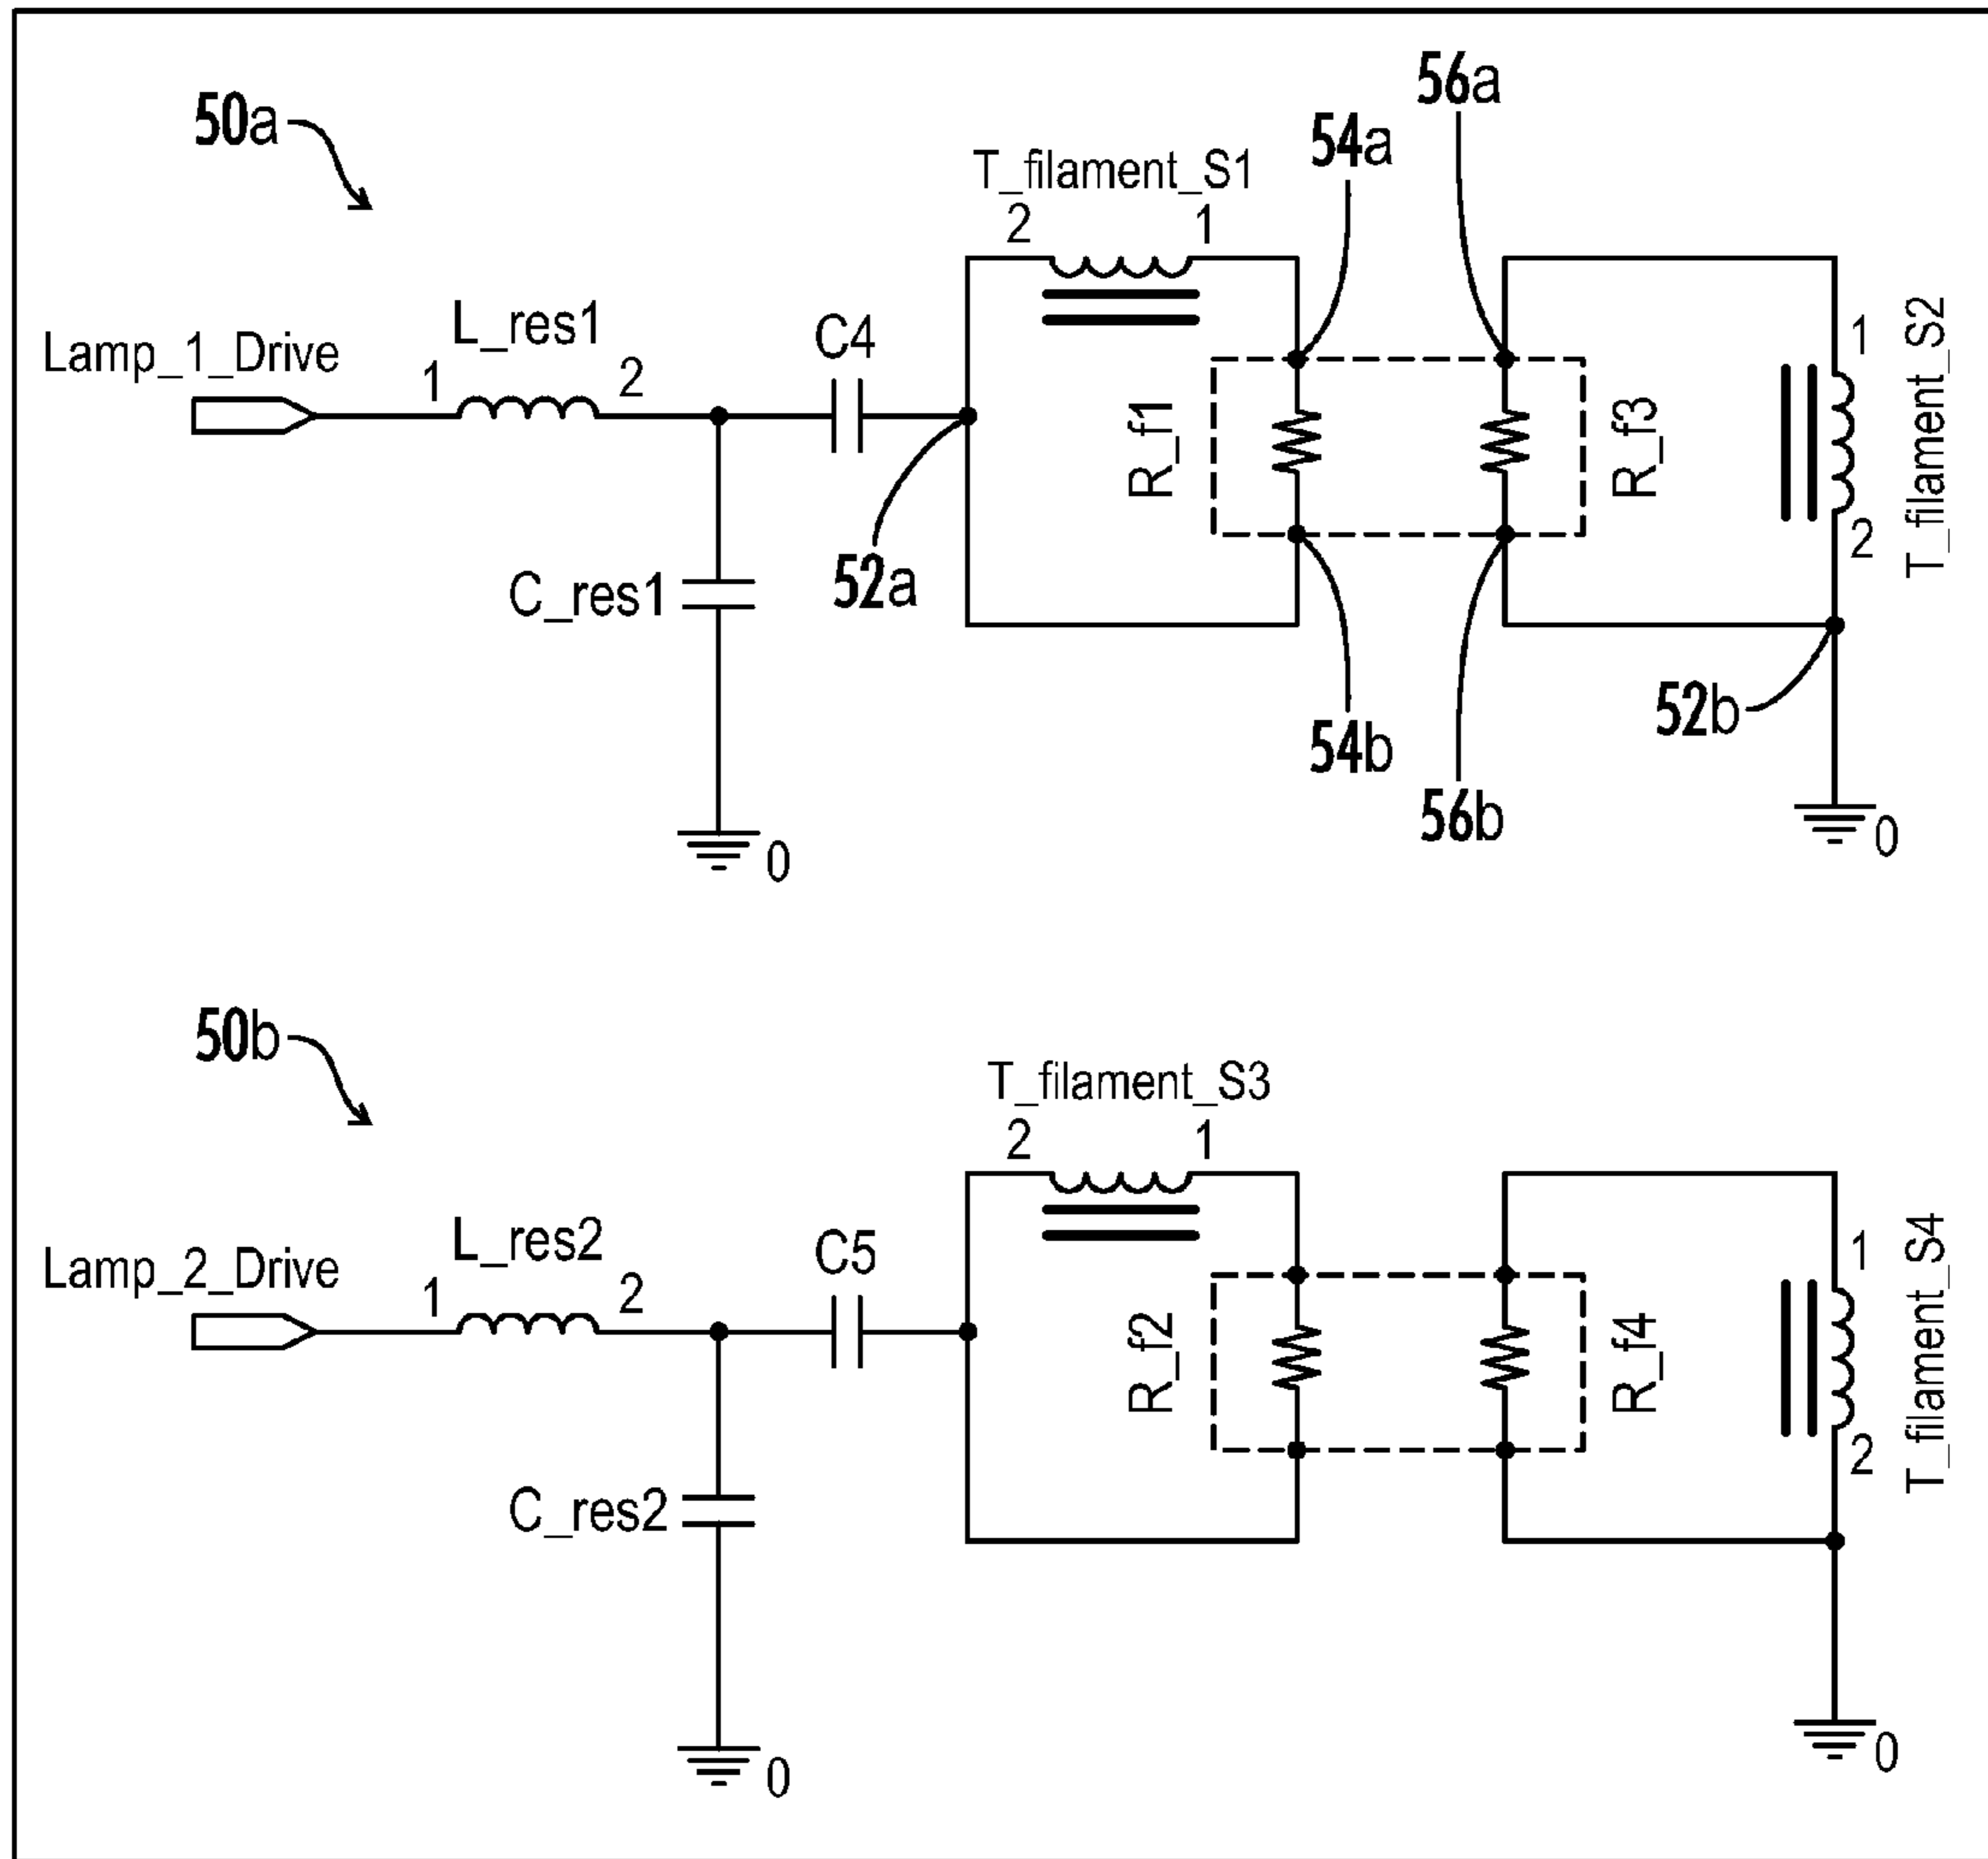 50a
56a
54a
T_filament_S1
2
1
Lamp_1_Drive
L_res1
1
2
C4
R_f1
R_f3
1
2
T_filament_S2
C_res1
52a
52b
54b
56b
0
0
50b
T_filament_S3
2
1
Lamp_2_Drive
L_res2
1
2
C5
R_f2
R_f4
1
2
T_filament_S4
C_res2
0
0